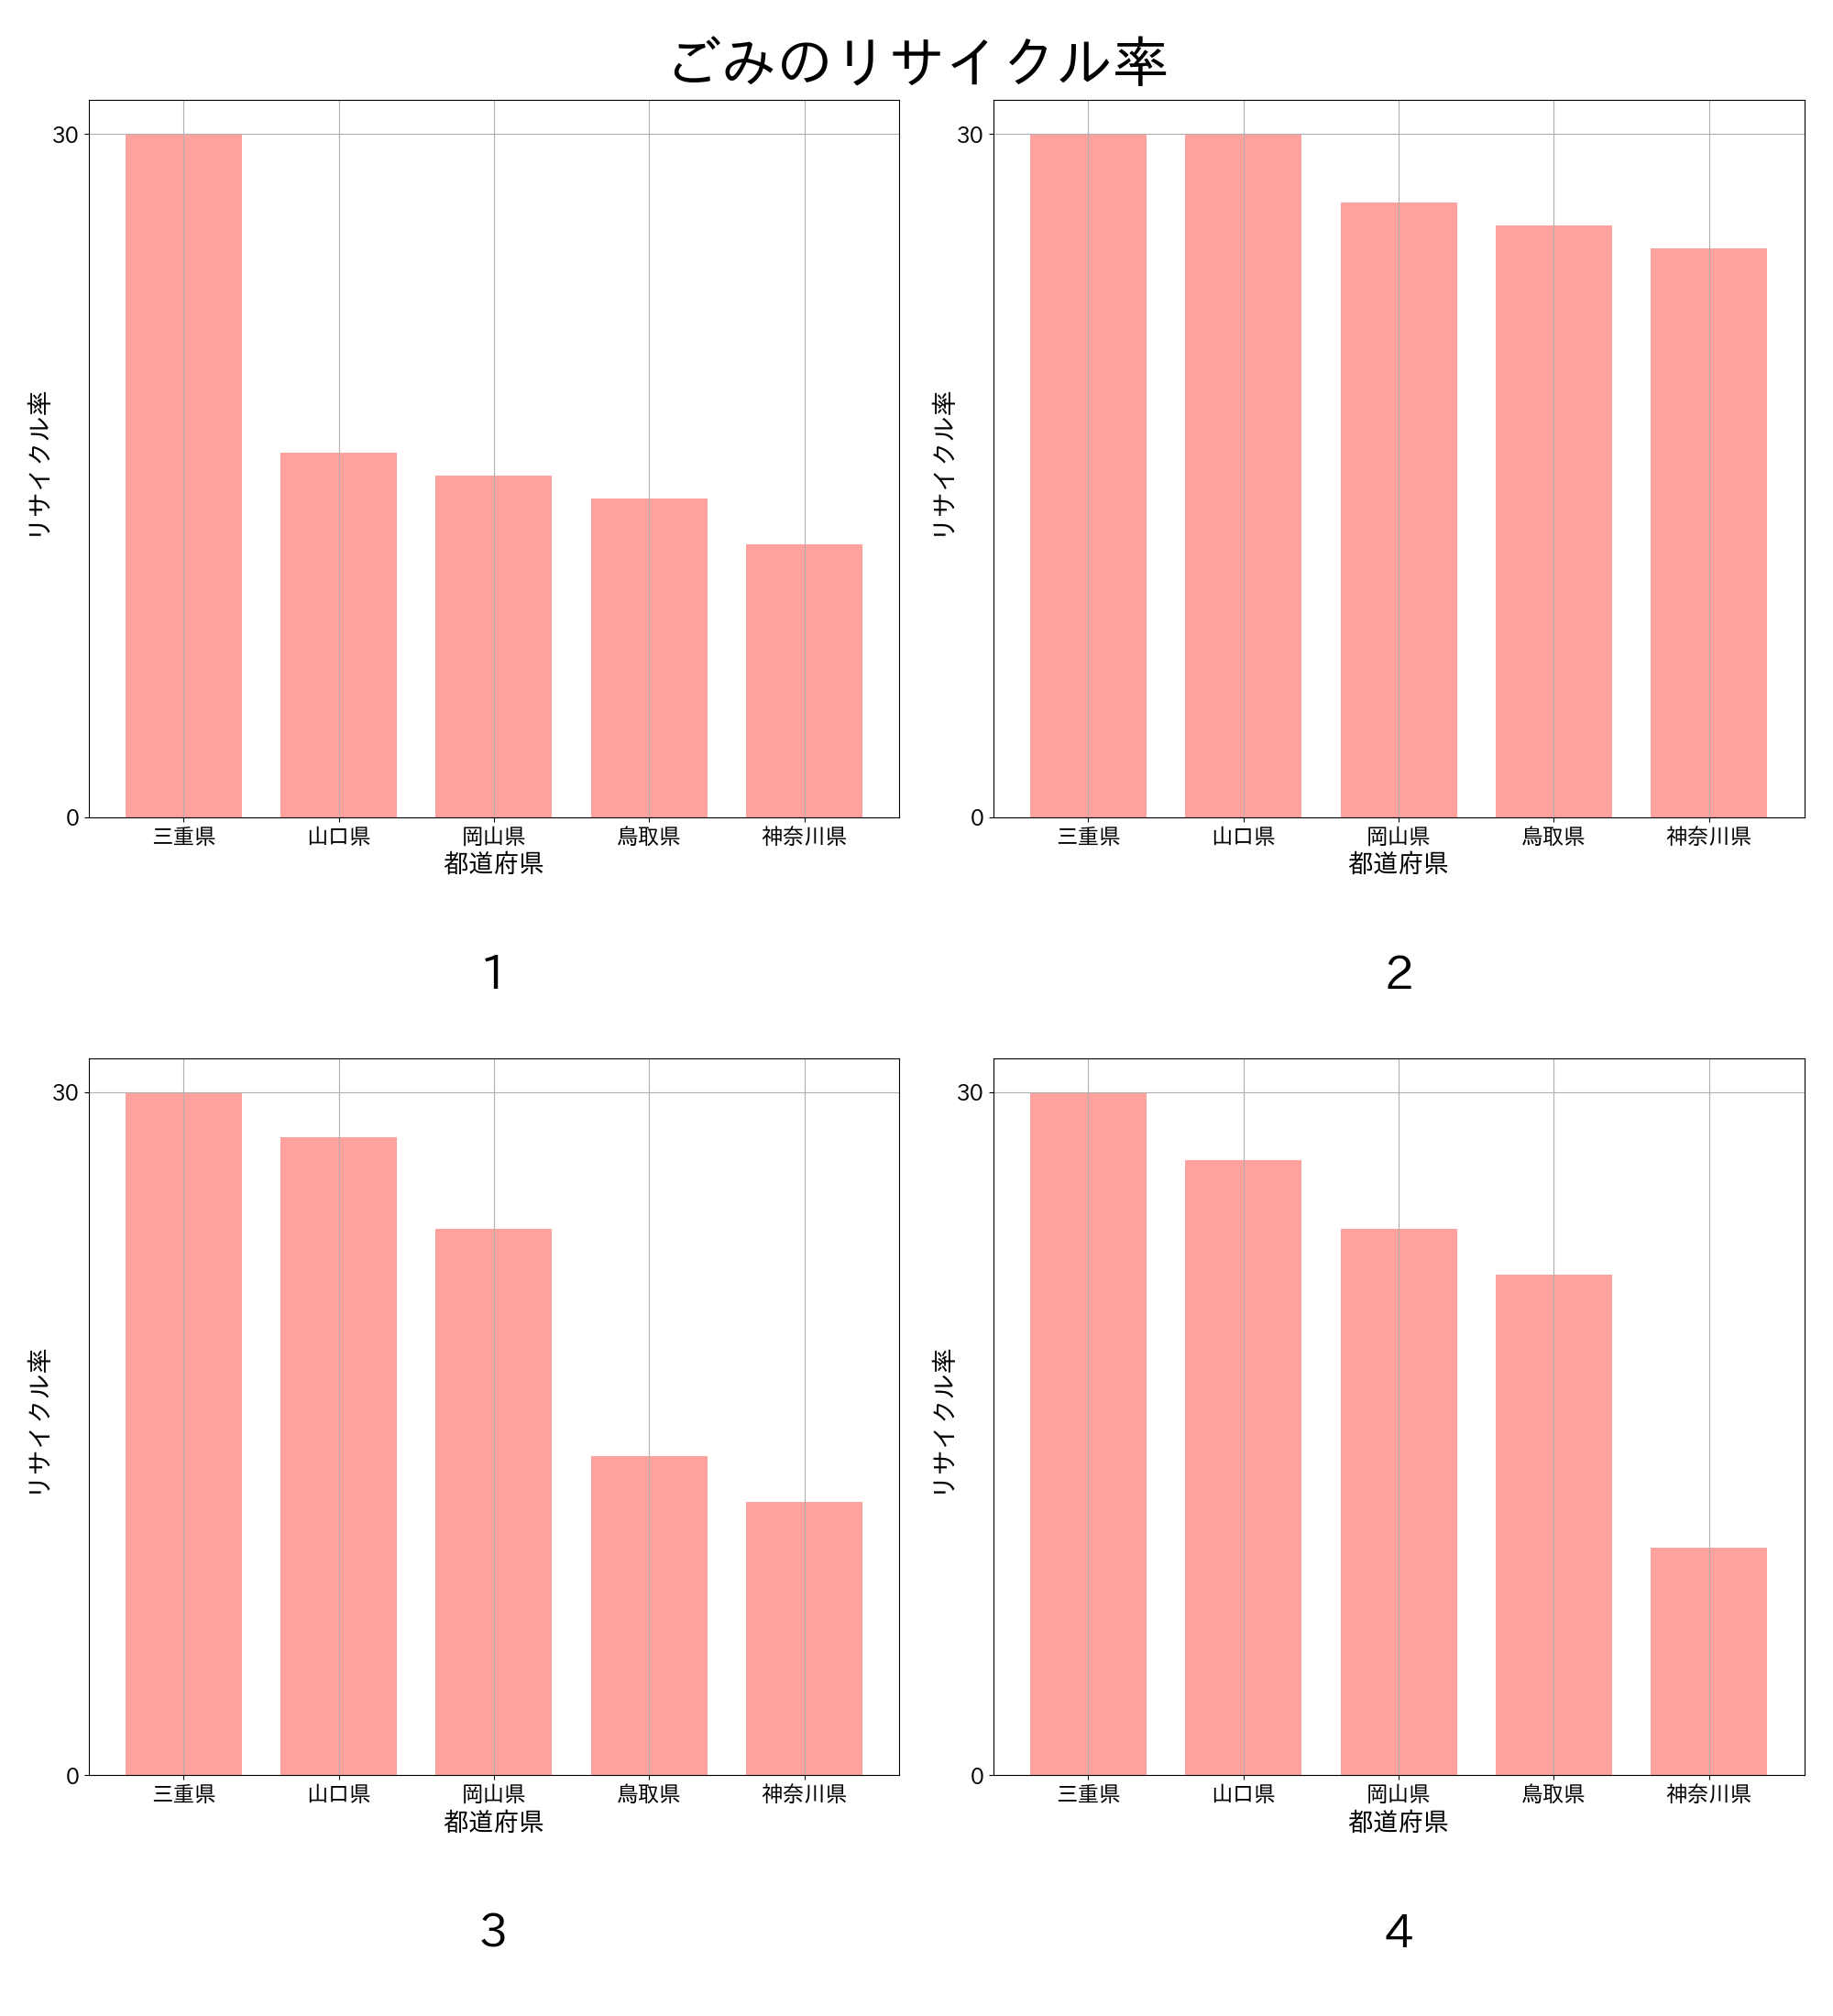 ごみのリサイクル率
30
0
リサイクル率
三重県 山口県 岡山県 鳥取県 神奈川県
都道府県
1
30
0
リサイクル率
三重県 山口県 岡山県 鳥取県 神奈川県
都道府県
2
30
0
リサイクル率
三重県 山口県 岡山県 鳥取県 神奈川県
都道府県
3
30
0
リサイクル率
三重県 山口県 岡山県 鳥取県 神奈川県
都道府県
4